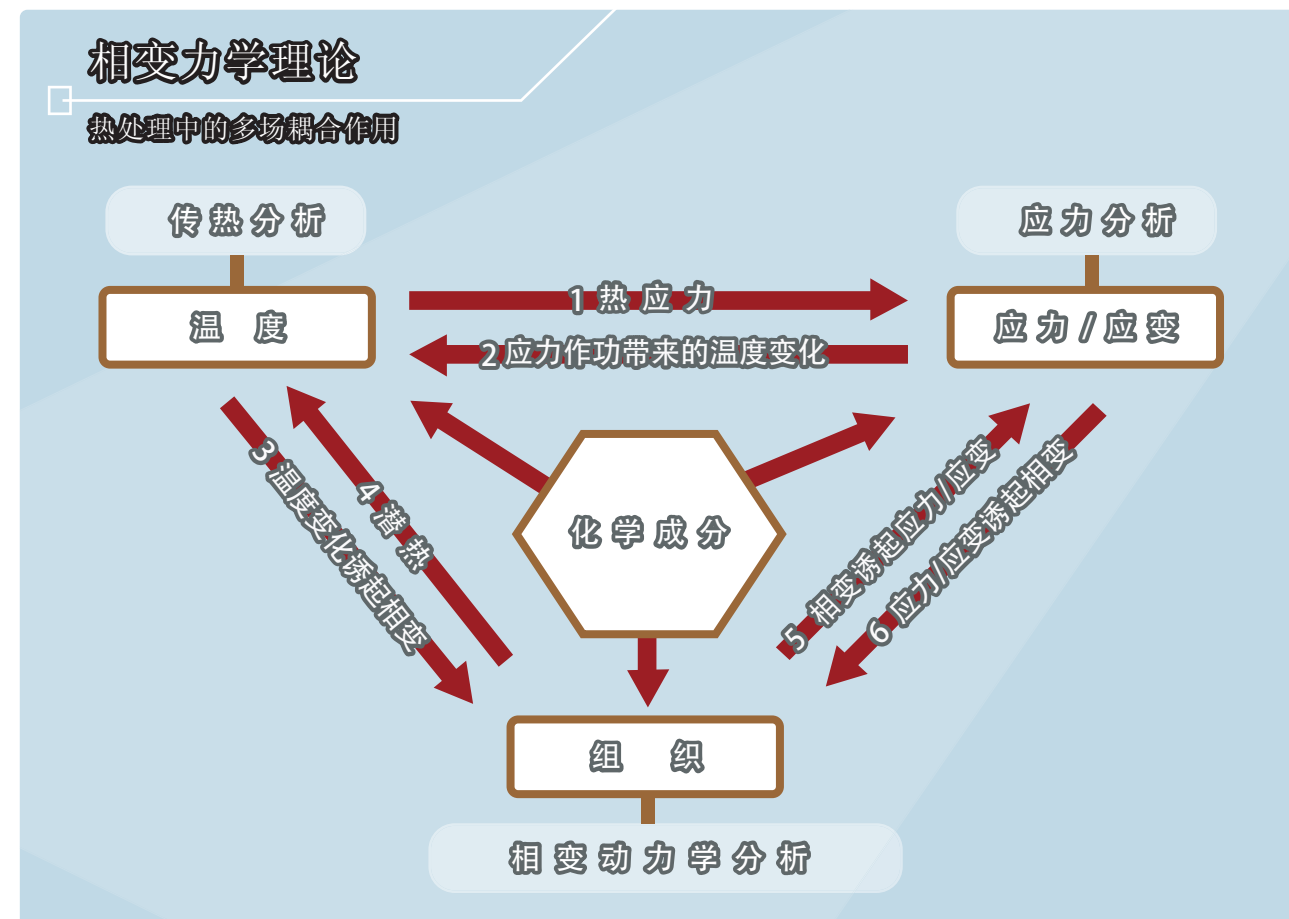 相变力学理论
热处理中的多场耦合作用
传热分析
应力分析
温度
1 热应力
应力/应变
2 应力作功带来的温度变化
3 温度变化诱起相变
4 潜热
化学成分
5 相变诱起应力/应变
6 应力/应变诱起相变
组织
相变动力学分析